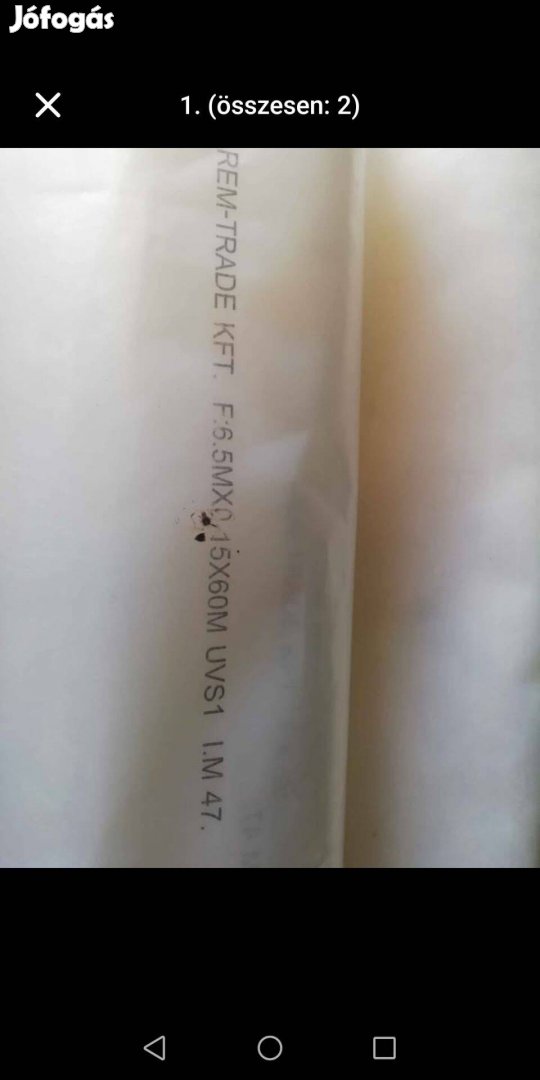 Jófogás
1. (összesen: 2)
REM-TRADE KFT. F:6.5MX0,15X60M UVS1 I.M 47.